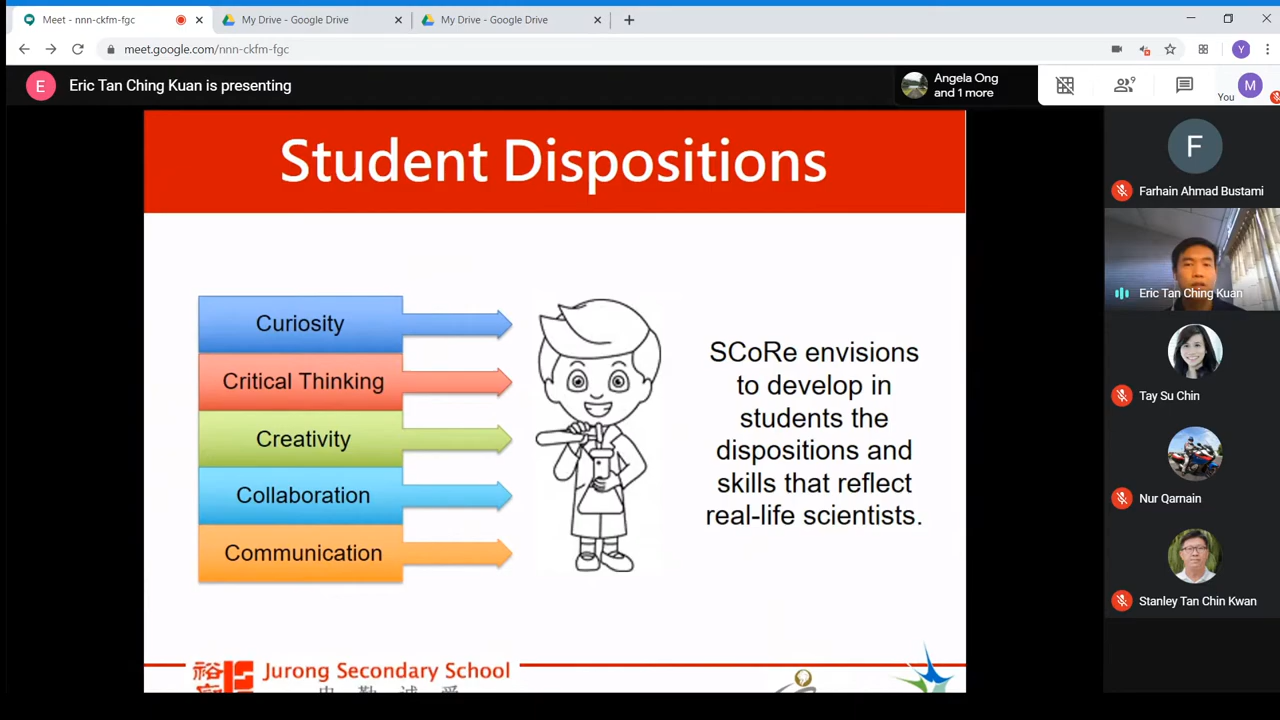 Meet - nnn-ckfm-fgc
My Drive - Google Drive
My Drive - Google Drive
meet.google.com/nnn-ckfm-fgc
Y
E
Eric Tan Ching Kuan is presenting
Angela Ong
and 1 more
9
You
M
Student Dispositions
Curiosity
Critical Thinking
Creativity
Collaboration
Communication
SCoRe envisions
to develop in
students the
dispositions and
skills that reflect
real-life scientists.
F
Farhain Ahmad Bustami
Eric Tan Ching Kuan
Tay Su Chin
Nur Qamain
Stanley Tan Chin Kwan
Jurong Secondary School